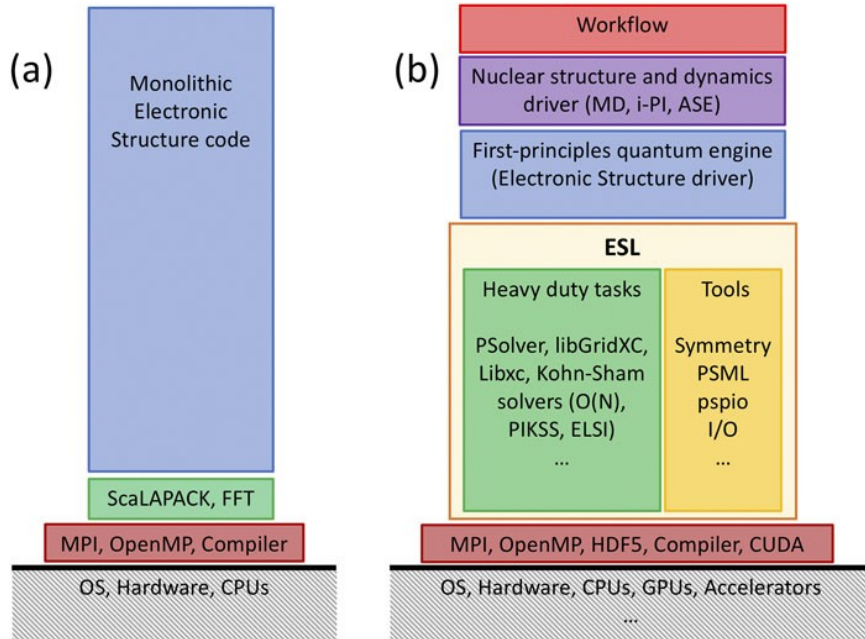 (a)
Monolithic
Electronic
Structure code
ScaLAPACK, FFT
MPI, OpenMP, Compiler
OS, Hardware, CPUs
(b)
Workflow
Nuclear structure and dynamics
driver (MD, i-PI, ASE)
First-principles quantum engine
(Electronic Structure driver)
ESL
Heavy duty tasks
PSolver, libGridXC,
Libxc, Kohn-Sham
solvers (O(N),
PIKSS, ELSI)
...
Tools
Symmetry
PSML
pspio
I/O
...
MPI, OpenMP, HDF5, Compiler, CUDA
OS, Hardware, CPUs, GPUs, Accelerators
...